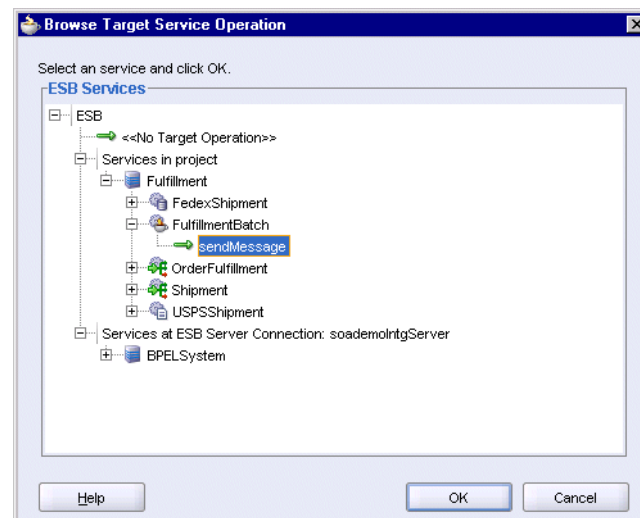 Browse Target Service Operation
Select an service and click OK.
ESB Services
ESB
<<No Target Operation>>
Services in project
Fulfillment
FedexShipment
FulfillmentBatch
sendMessage
OrderFulfillment
Shipment
USPSShipment
Services at ESB Server Connection: soademoIntgServer
BPELSystem
Help
OK
Cancel